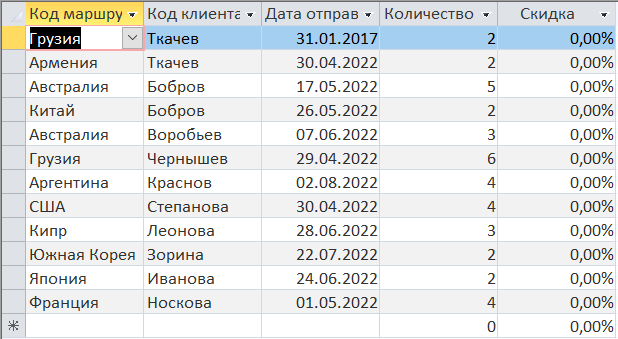 Код маршру Код клиента Дата отправ Количество Скидка
Грузия Ткачев 31.01.2017 2 0,00%
Армения Ткачев 30.04.2022 2 0,00%
Австралия Бобров 17.05.2022 5 0,00%
Китай Бобров 26.05.2022 2 0,00%
Австралия Воробьев 07.06.2022 3 0,00%
Грузия Чернышев 29.04.2022 6 0,00%
Аргентина Краснов 02.08.2022 4 0,00%
США Степанова 30.04.2022 4 0,00%
Кипр Леонова 28.06.2022 3 0,00%
Южная Корея Зорина 22.07.2022 2 0,00%
Япония Иванова 24.06.2022 2 0,00%
Франция Носкова 01.05.2022 4 0,00%
0 0,00%